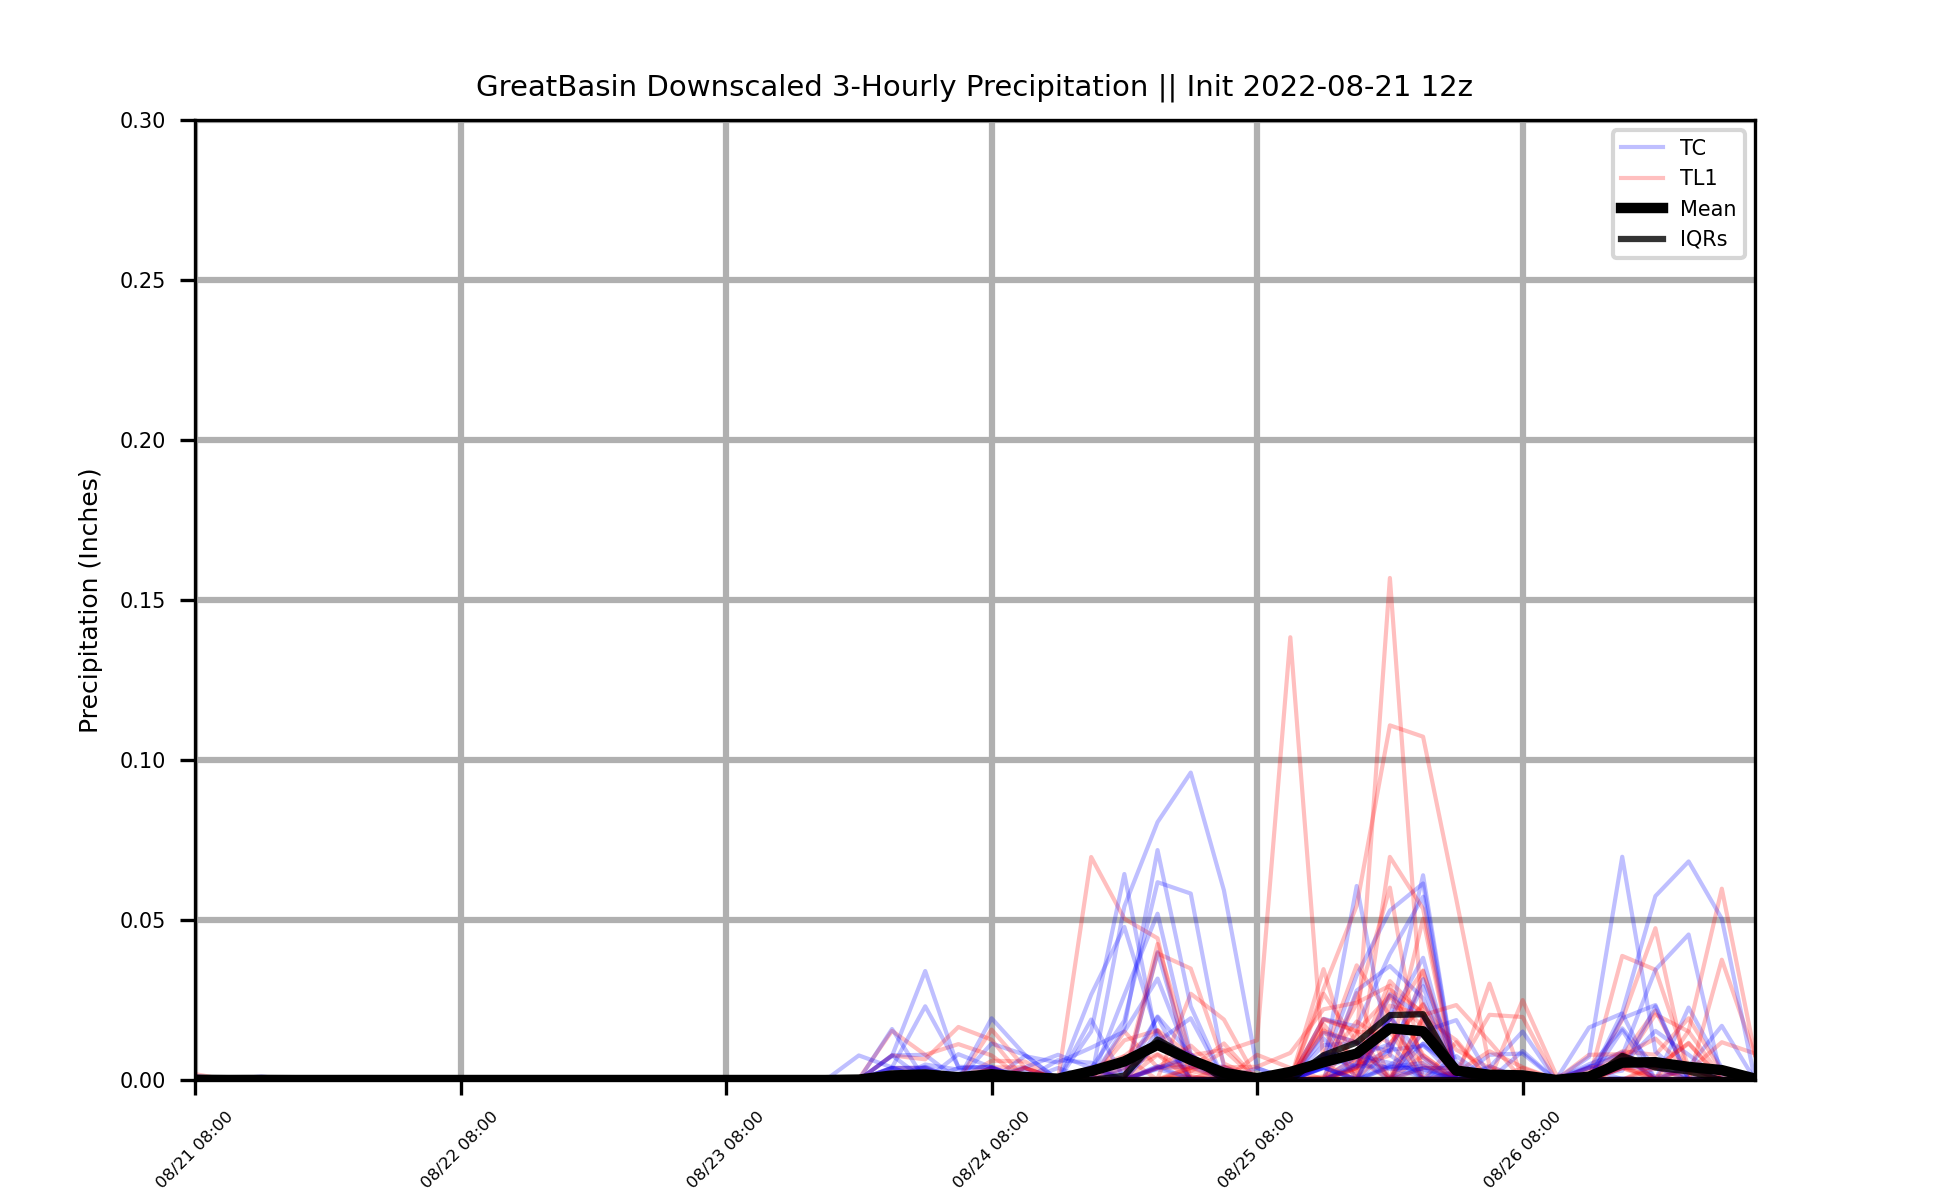 GreatBasin Downscaled 3-Hourly Precipitation || Init 2022-08-21 12z
TC
TL1
Mean
IQRs
Precipitation (Inches)
0.30
0.25
0.20
0.15
0.10
0.05
0.00
08/21 08:00
08/22 08:00
08/23 08:00
08/24 08:00
08/25 08:00
08/26 08:00